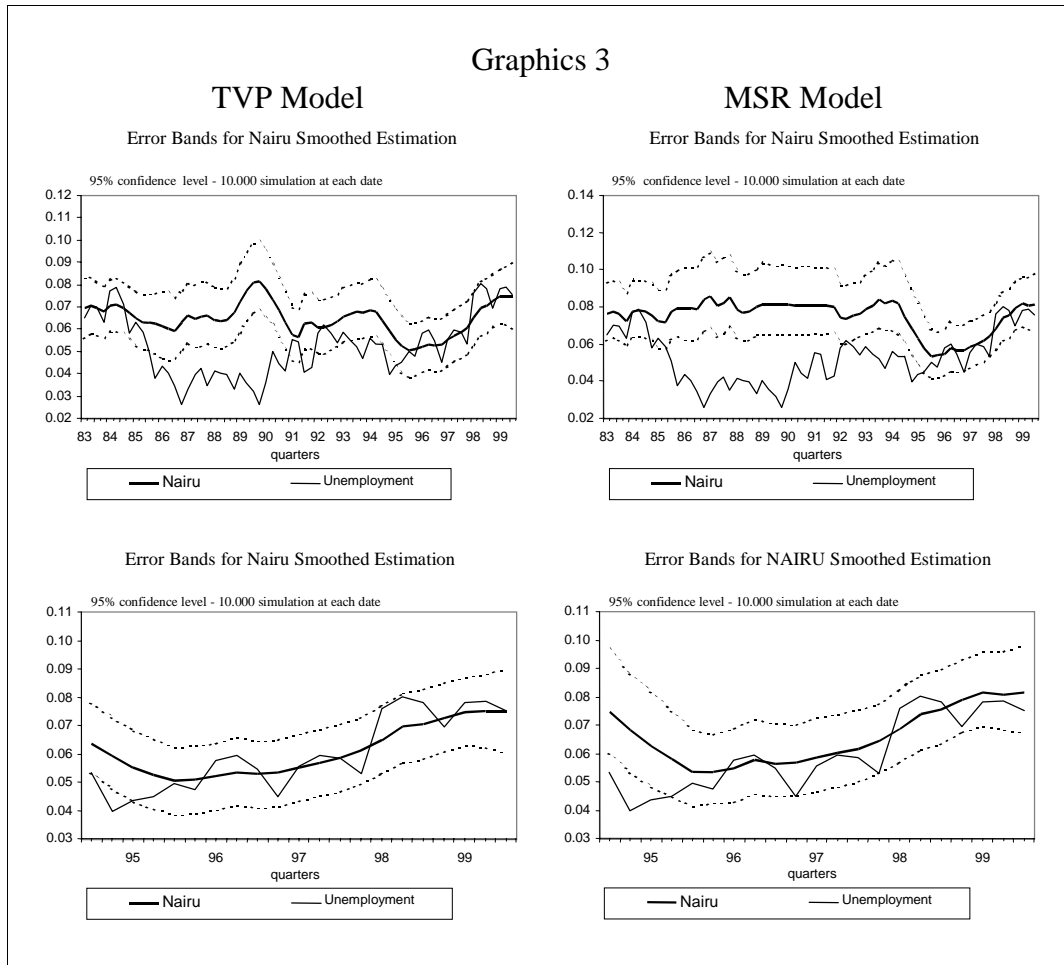 Graphics 3
TVP Model
MSR Model
Error Bands for Nairu Smoothed Estimation
95% confidence level - 10.000 simulation at each date
0.12
0.11
0.10
0.09
0.08
0.07
0.06
0.05
0.04
0.03
0.02
83 84 85 86 87 88 89 90 91 92 93 94 95 96 97 98 99
quarters
Nairu
Unemployment
Error Bands for Nairu Smoothed Estimation
95% confidence level - 10.000 simulation at each date
0.14
0.12
0.10
0.08
0.06
0.04
0.02
83 84 85 86 87 88 89 90 91 92 93 94 95 96 97 98 99
quarters
Nairu
Unemployment
Error Bands for Nairu Smoothed Estimation
95% confidence level - 10.000 simulation at each date
0.11
0.10
0.09
0.08
0.07
0.06
0.05
0.04
0.03
95 96 97 98 99
quarters
Nairu
Unemployment
Error Bands for NAIRU Smoothed Estimation
95% confidence level - 10.000 simulation at each date
0.11
0.10
0.09
0.08
0.07
0.06
0.05
0.04
0.03
95 96 97 98 99
quarters
Nairu
Unemployment